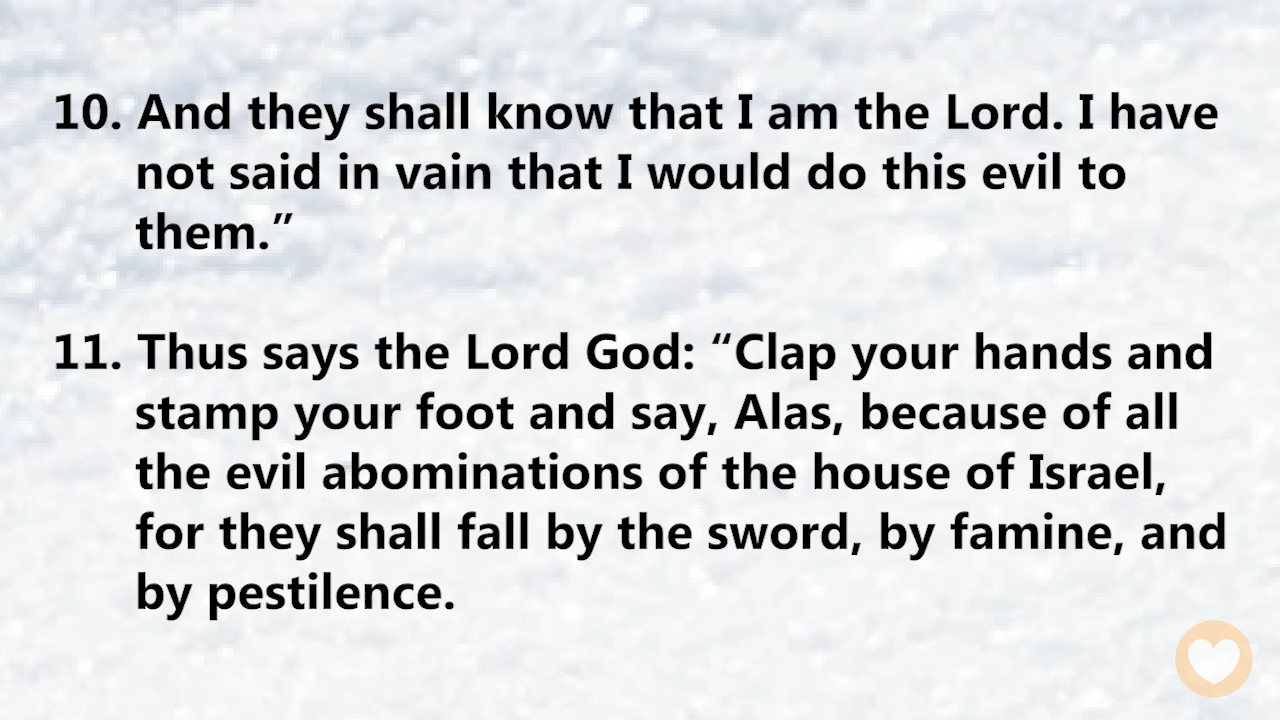 10. And they shall know that I am the Lord. I have
not said in vain that I would do this evil to
them.”
11. Thus says the Lord God: “Clap your hands and
stamp your foot and say, Alas, because of all
the evil abominations of the house of Israel,
for they shall fall by the sword, by famine, and
by pestilence.